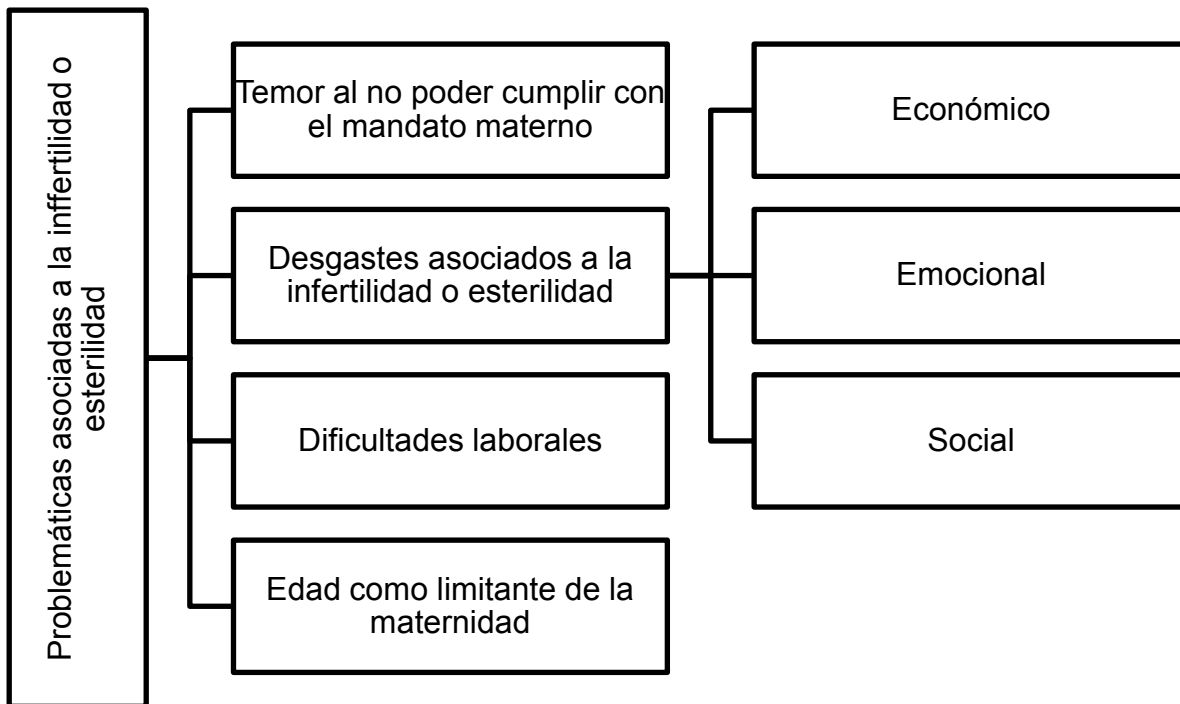 Problemáticas asociadas a la inffertilidad o
esterilidad
Temor al no poder cumplir con
el mandato materno
Desgastes asociados a la
infertilidad o esterilidad
Dificultades laborales
Edad como limitante de la
maternidad
Económico
Emocional
Social